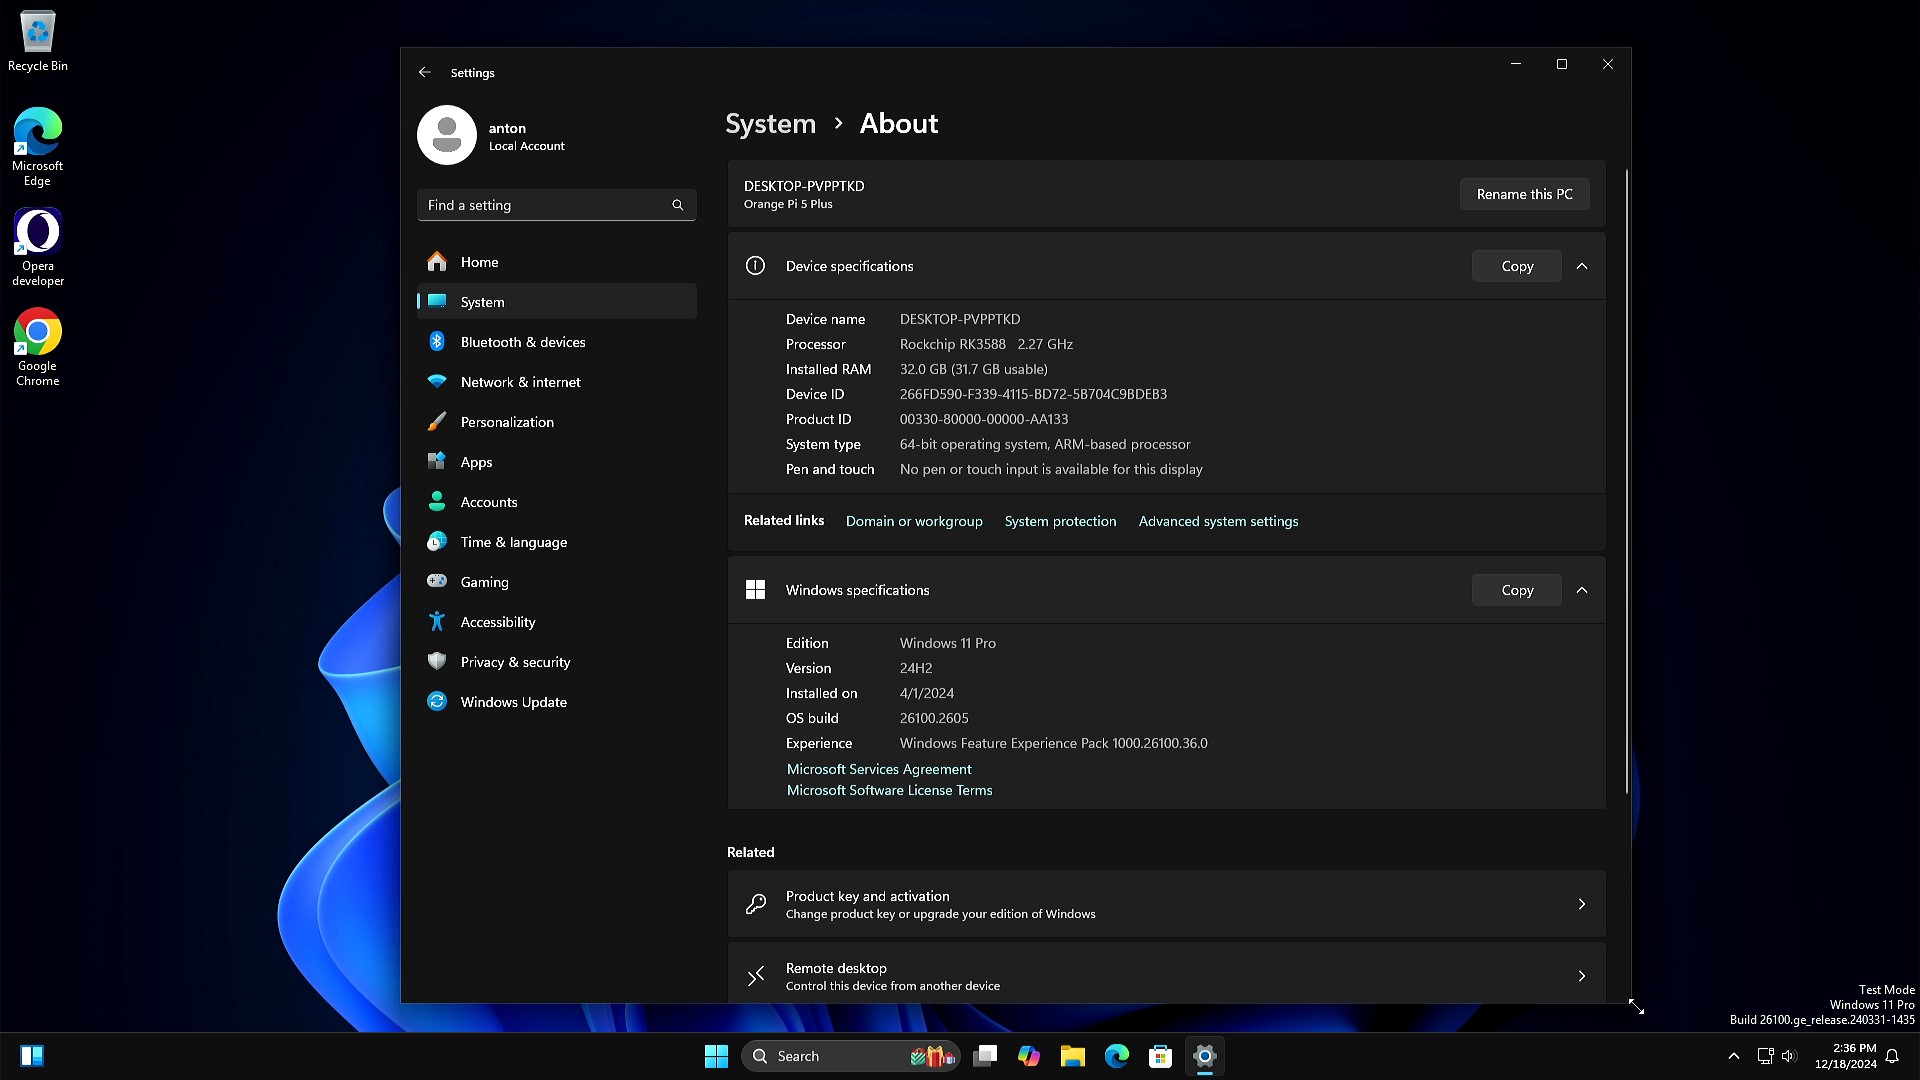 Recycle Bin
Microsoft
Edge
Opera
developer
Google
Chrome
Settings
anton
Local Account
Find a setting
Home
System
Bluetooth & devices
Network & internet
Personalization
Apps
Accounts
Time & language
Gaming
Accessibility
Privacy & security
Windows Update
System > About
DESKTOP-PVPPTKD
Orange Pi 5 Plus
Rename this PC
Device specifications
Copy
Device name DESKTOP-PVPPTKD
Processor Rockchip RK3588 2.27 GHz
Installed RAM 32.0 GB (31.7 GB usable)
Device ID 266FD590-F339-4115-BD72-5B704C9BDEB3
Product ID 00330-80000-00000-AA133
System type 64-bit operating system, ARM-based processor
Pen and touch No pen or touch input is available for this display
Related links Domain or workgroup System protection Advanced system settings
Windows specifications
Copy
Edition Windows 11 Pro
Version 24H2
Installed on 4/1/2024
OS build 26100.2605
Experience Windows Feature Experience Pack 1000.26100.36.0
Microsoft Services Agreement
Microsoft Software License Terms
Related
Product key and activation
Change product key or upgrade your edition of Windows
Remote desktop
Control this device from another device
Test Mode
Windows 11 Pro
Build 26100.ge_release.240331-1435
Search
2:36 PM
12/18/2024